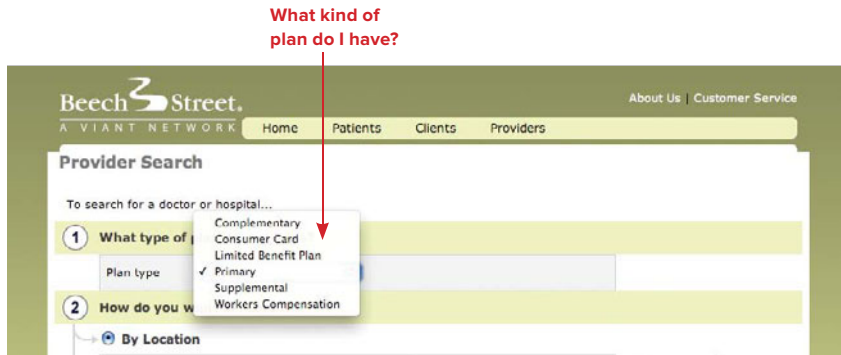 What kind of
plan do I have?
Beech Street.
About Us | Customer Service
A VIANT NETWORK
Home Patients Clients Providers
Provider Search
To search for a doctor or hospital...
Complementary
1 What type of
Consumer Card
Limited Benefit Plan
Plan type ✓ Primary
Supplemental
2 How do you w
Workers Compensation
By Location